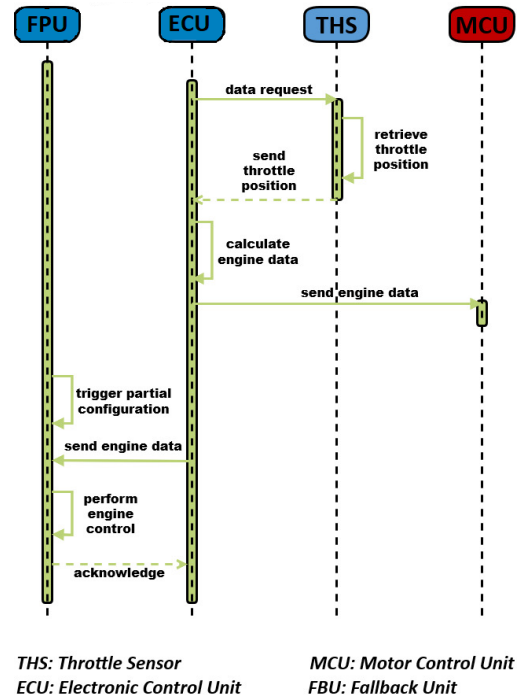 FPU ECU THS MCU
data request
retrieve
throttle
position
send
throttle
position
calculate
engine data
send engine data
trigger partial
configuration
send engine data
perform
engine
control
acknowledge
THS: Throttle Sensor MCU: Motor Control Unit
ECU: Electronic Control Unit FBU: Fallback Unit